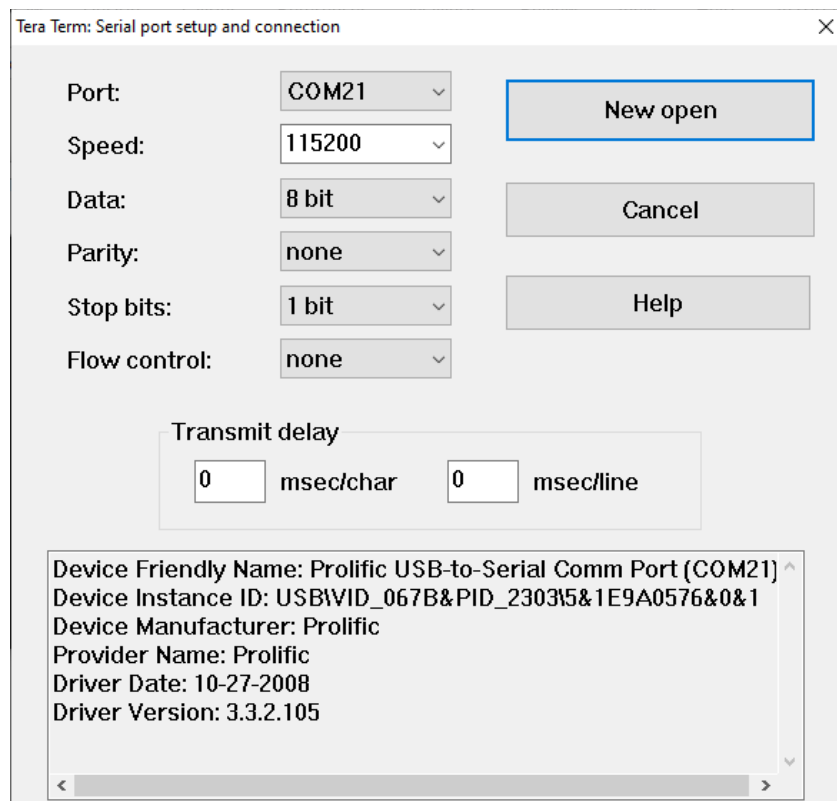 Tera Term: Serial port setup and connection
Port:
COM21
New open
Speed:
115200
Data:
8 bit
Cancel
Parity:
none
Stop bits:
1 bit
Help
Flow control:
none
Transmit delay
0 msec/char 0 msec/line
Device Friendly Name: Prolific USB-to-Serial Comm Port (COM21)
Device Instance ID: USB\VID_067B&PID_2303\5&1E9A0576&0&1
Device Manufacturer: Prolific
Provider Name: Prolific
Driver Date: 10-27-2008
Driver Version: 3.3.2.105